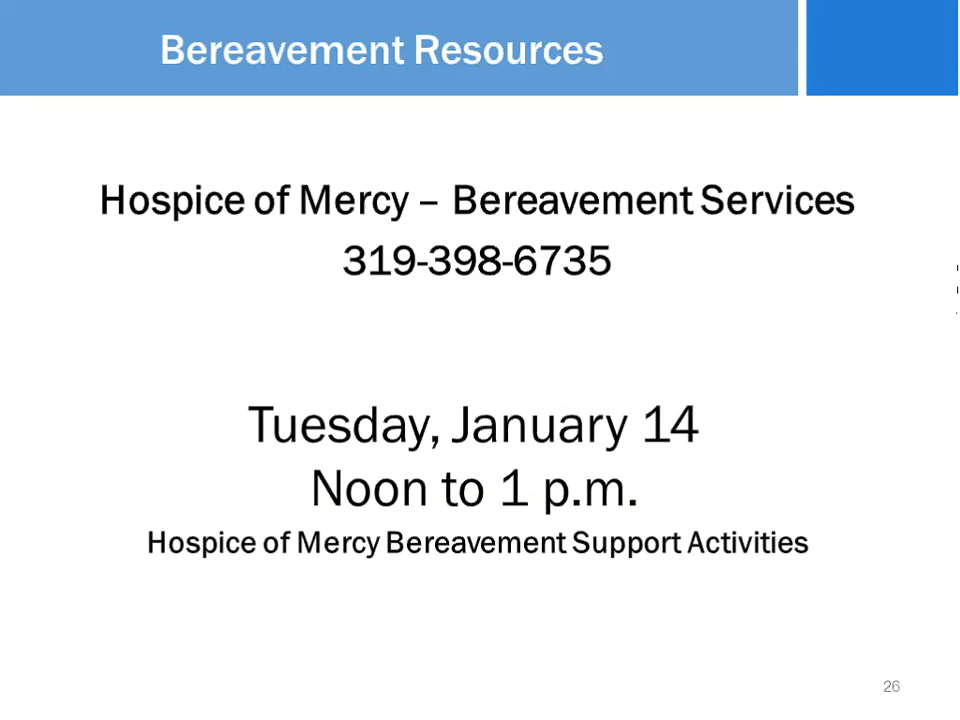 Bereavement Resources
Hospice of Mercy – Bereavement Services
319-398-6735
Tuesday, January 14
Noon to 1 p.m.
Hospice of Mercy Bereavement Support Activities
26